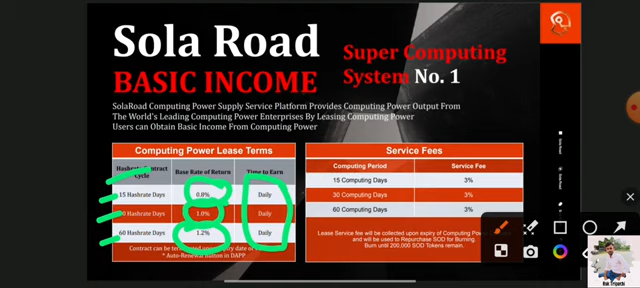 Sola Road
BASIC INCOME
Super Computing
System No. 1
SolaRoad Computing Power Supply Service Platform Provides Computing Power Output From
The World's Leading Computing Power Enterprises By Leasing Computing Power
Users can Obtain Basic Income From Computing Power
Computing Power Lease Terms
Hashrate Contract Cycle Base Rate of Return Time to Earn
15 Hashrate Days 0.8% Daily
Hashrate Days 1.0% Daily
60 Hashrate Days 1.2% Daily
Contract can be date of
* Auto-Renewal Button in DAPP
Service Fees
Computing Period Service Fee
15 Computing Days 3%
30 Computing Days 3%
60 Computing Days 3%
Lease Service fee will be collected upon expiry of Computing
and will be used to Repurchase SOD for Burning.
Burn until 200,000 SOD Tokens remain.